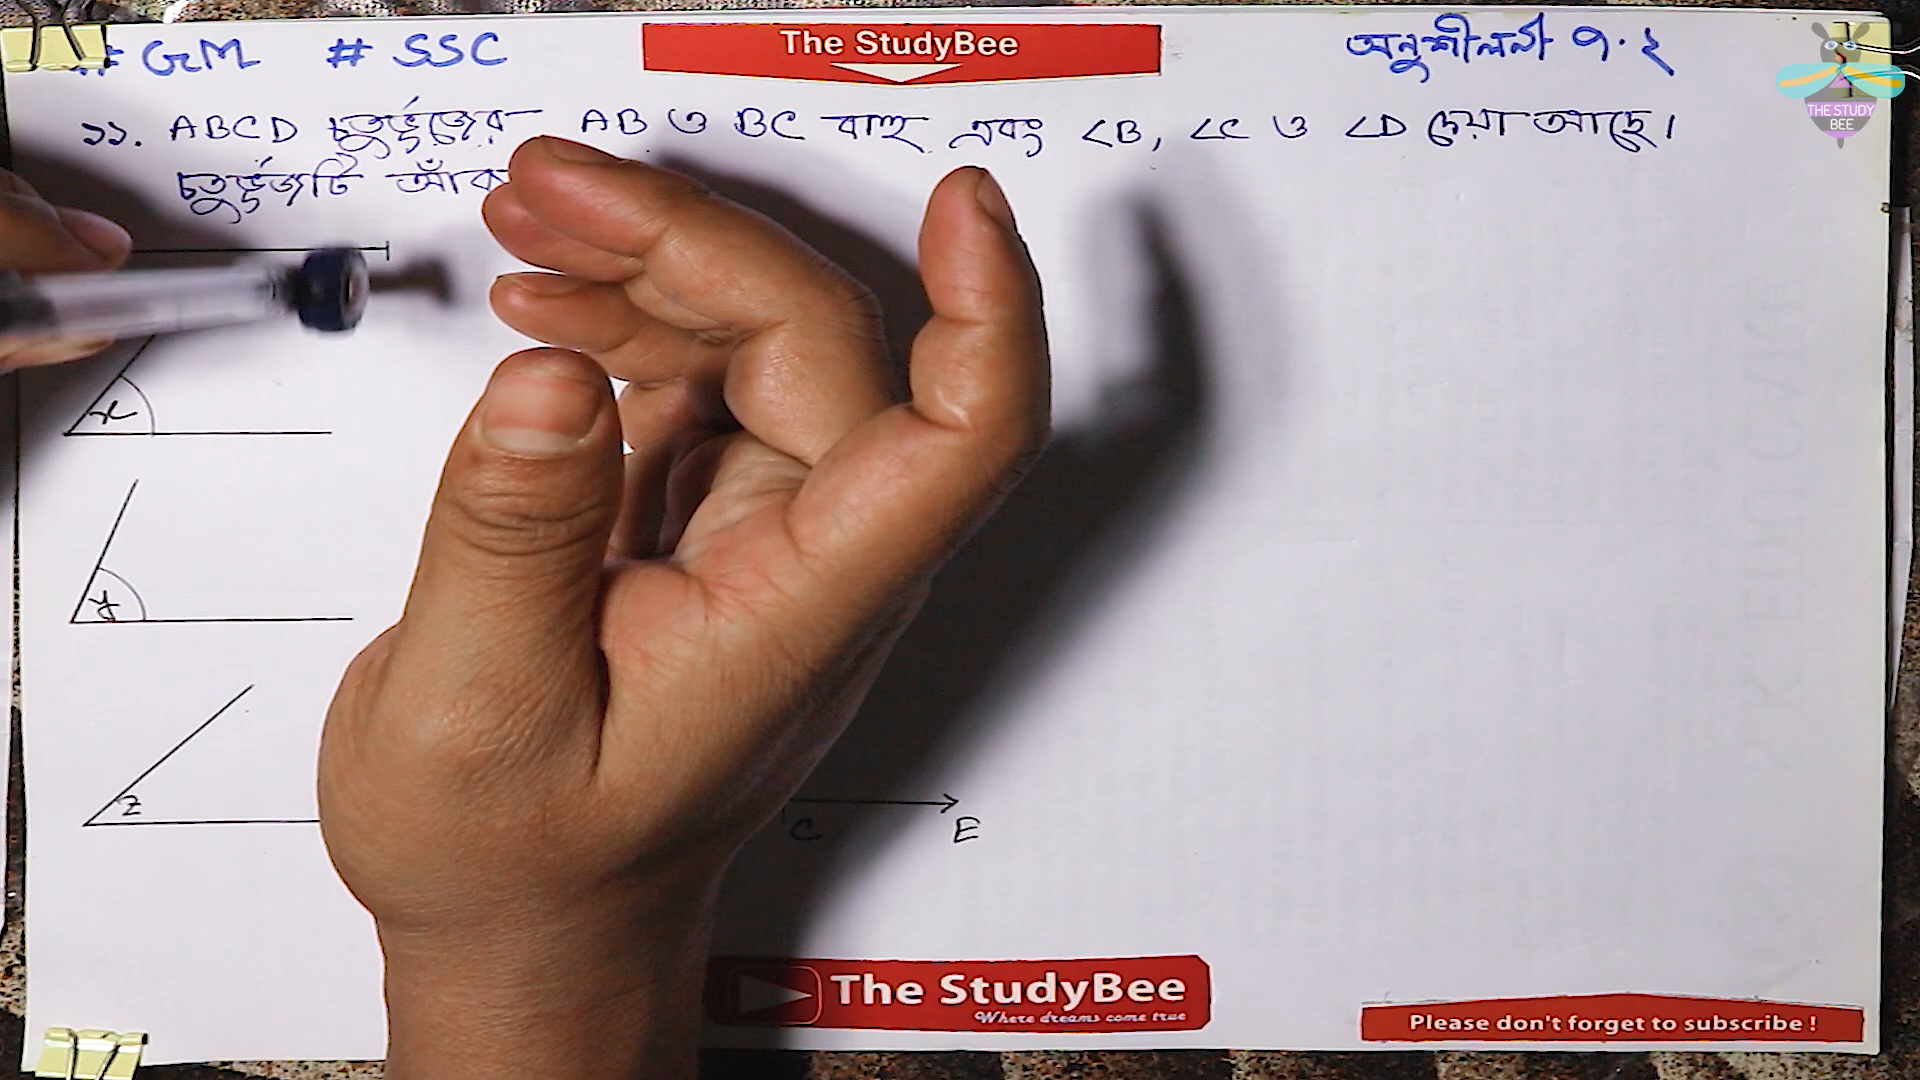 # GM # SSC
The StudyBee
অনুশীলনী ৭.২
THE STUDY
BEE
১১. ABCD চতুর্ভুজের AB ও BC বাহু এবং ∠B, ∠C ও ∠D দেয়া আছে।
চতুর্ভুজটি
x
y
z
C
E
The StudyBee
Where dreams come true
Please don't forget to subscribe !